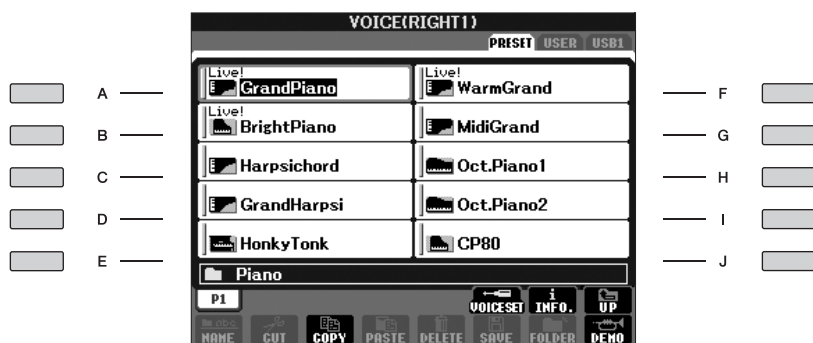 VOICE(RIGHT1)
PRESET USER USB1
A Live! GrandPiano Live! WarmGrand F
B Live! BrightPiano MidiGrand G
C Harpsichord Oct.Piano1 H
D GrandHarpsi Oct.Piano2 I
E HonkyTonk CP80 J
Piano
P1 VOICESET i INFO. UP
abc NAME CUT COPY PASTE DELETE SAVE FOLDER DEMO